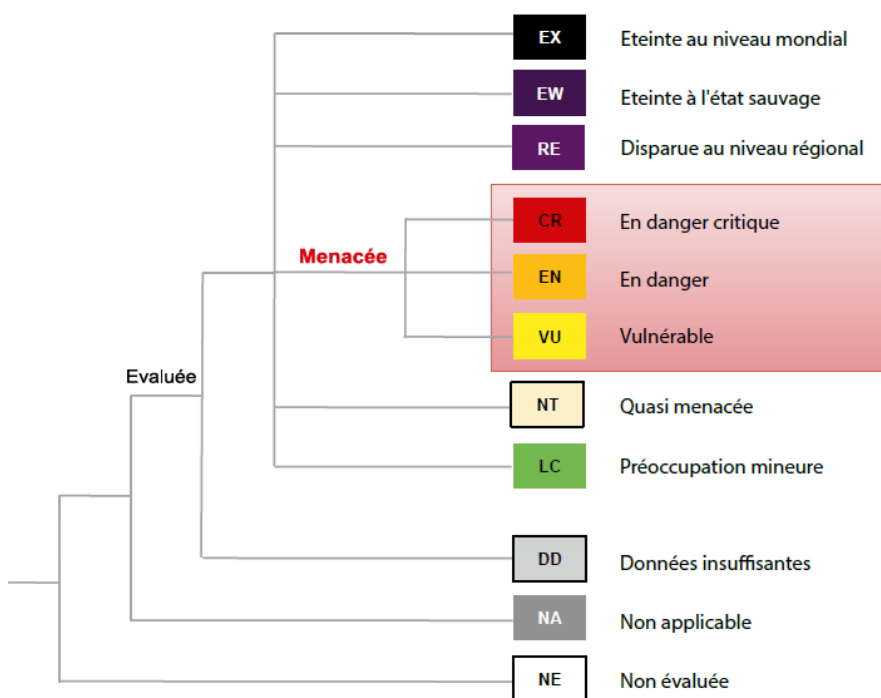 EX Eteinte au niveau mondial
EW Eteinte à l'état sauvage
RE Disparue au niveau régional
CR En danger critique
Menacée
EN En danger
VU Vulnérable
Evaluée
NT Quasi menacée
LC Préoccupation mineure
DD Données insuffisantes
NA Non applicable
NE Non évaluée